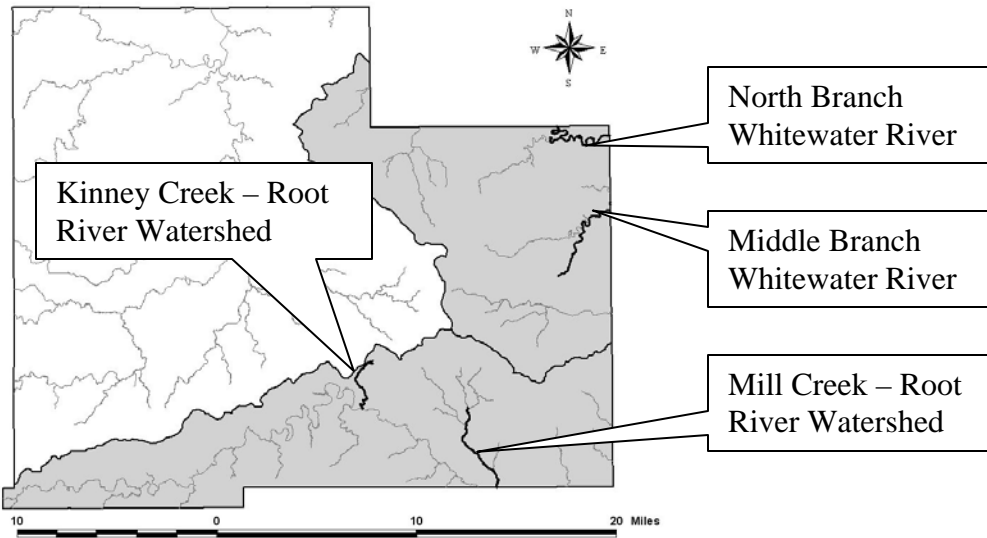 N
W E
S
North Branch
Whitewater River
Kinney Creek – Root
River Watershed
Middle Branch
Whitewater River
Mill Creek – Root
River Watershed
10 0 10 20 Miles